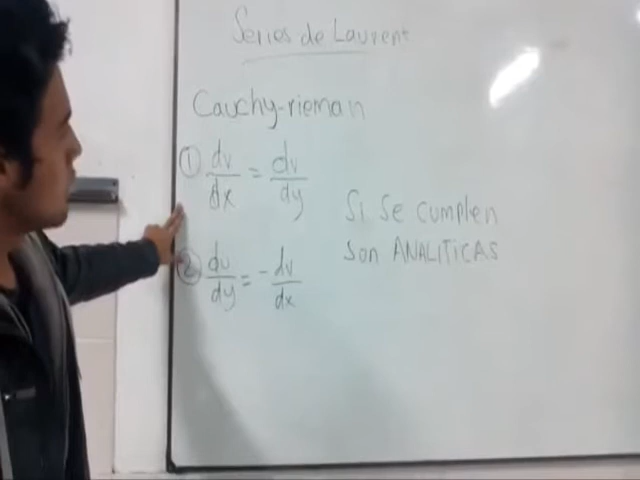 Series de Laurent
Cauchy-rieman
① dv/dx = dv/dy
Si se cumplen
son ANALITICAS
② du/dy = -dv/dx